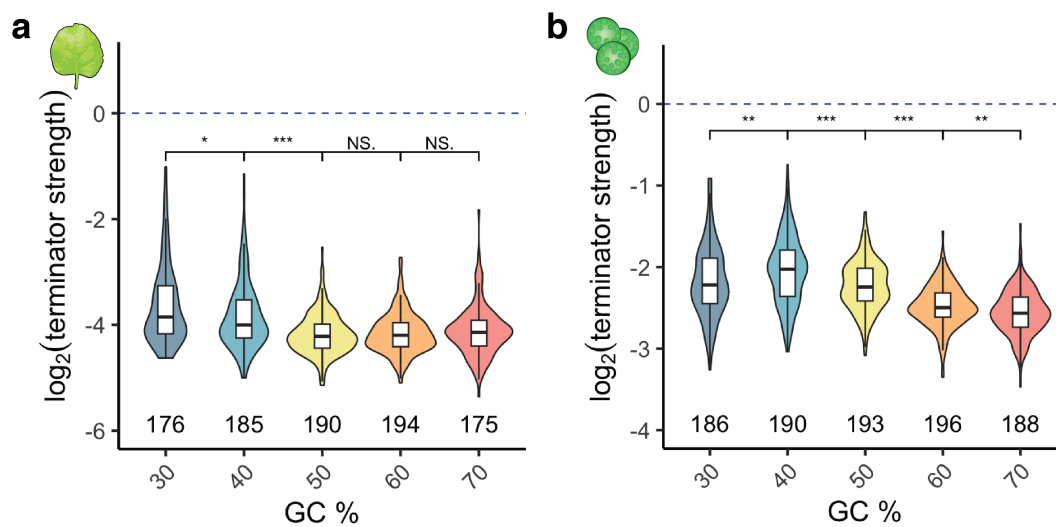 a
log2(terminator strength)
0
-2
-4
-6
* *** NS. NS.
176 185 190 194 175
30 40 50 60 70
GC %
b
log2(terminator strength)
0
-1
-2
-3
-4
** *** *** **
186 190 193 196 188
30 40 50 60 70
GC %